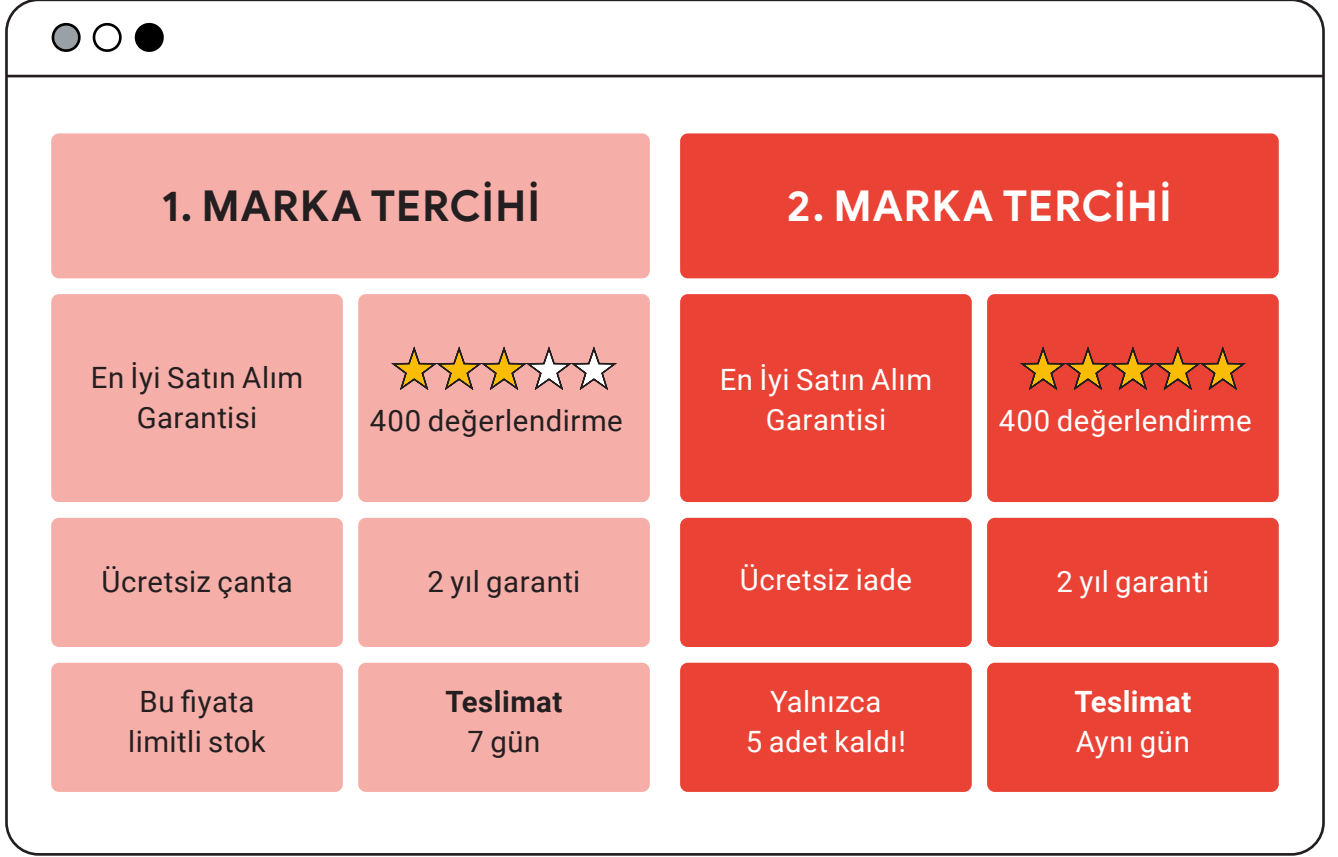 1. MARKA TERCİHİ
En İyi Satın Alım
Garantisi
400 değerlendirme
Ücretsiz çanta
2 yıl garanti
Bu fiyata
limitli stok
Teslimat
7 gün
2. MARKA TERCİHİ
En İyi Satın Alım
Garantisi
400 değerlendirme
Ücretsiz iade
2 yıl garanti
Yalnızca
5 adet kaldı!
Teslimat
Aynı gün